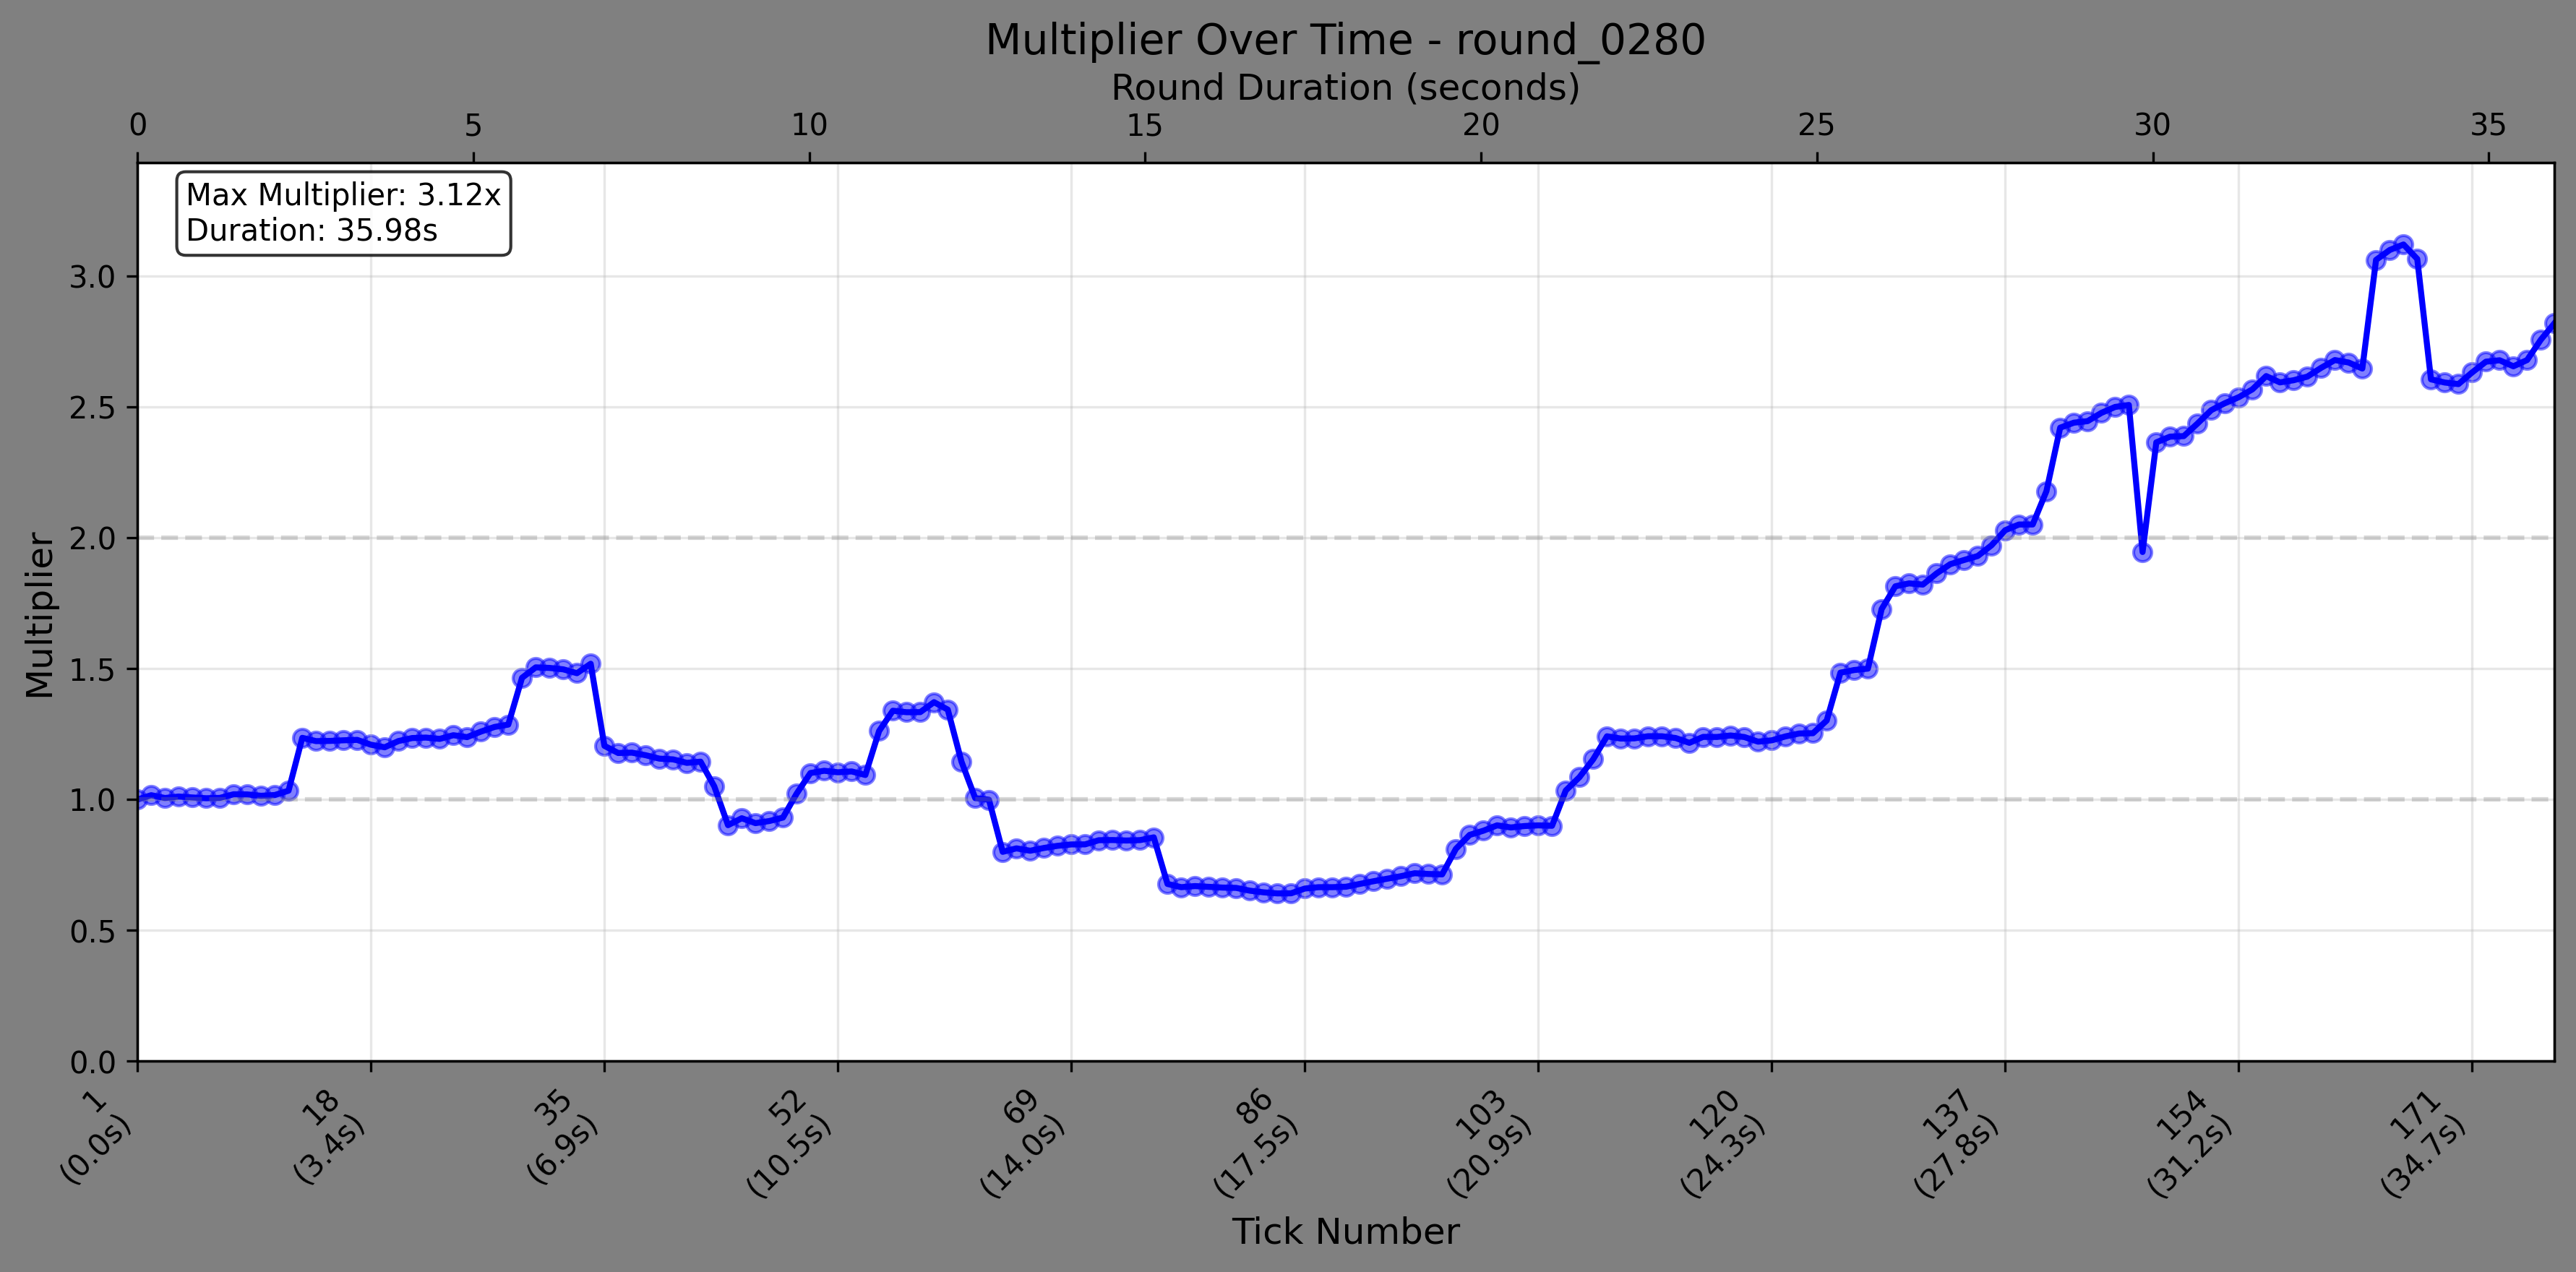 Multiplier Over Time - round_0280
Round Duration (seconds)
0 5 10 15 20 25 30 35
Max Multiplier: 3.12x
Duration: 35.98s
Multiplier
3.0
2.5
2.0
1.5
1.0
0.5
0.0
1
(0.0s)
18
(3.4s)
35
(6.9s)
52
(10.5s)
69
(14.0s)
86
(17.5s)
103
(20.9s)
120
(24.3s)
137
(27.8s)
154
(31.2s)
171
(34.7s)
Tick Number